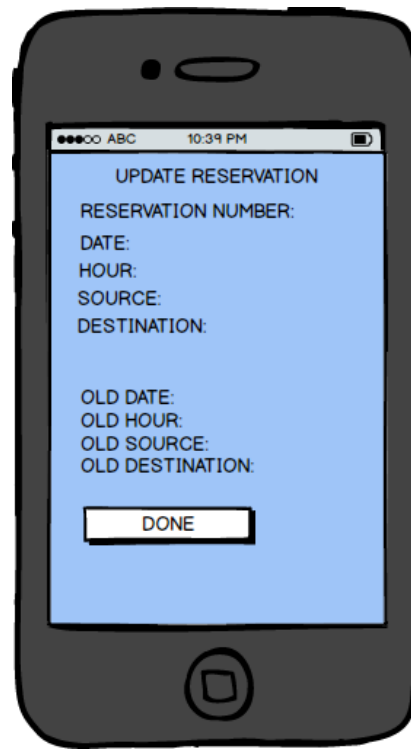 ABC 10:39 PM
UPDATE RESERVATION
RESERVATION NUMBER:
DATE:
HOUR:
SOURCE:
DESTINATION:
OLD DATE:
OLD HOUR:
OLD SOURCE:
OLD DESTINATION:
DONE